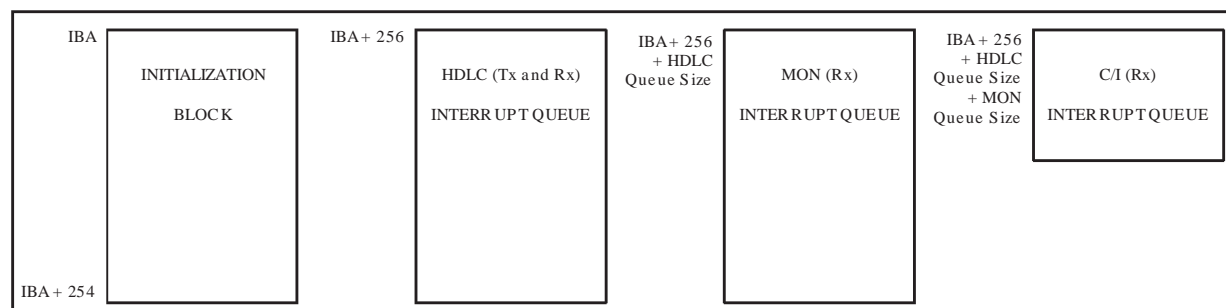 IBA
INITIALIZATION
BLOCK
IBA + 254
IBA + 256
HDLC (Tx and Rx)
INTERRUPT QUEUE
IBA + 256
+ HDLC
Queue Size
MON (Rx)
INTERRUPT QUEUE
IBA + 256
+ HDLC
Queue Size
+ MON
Queue Size
C/I (Rx)
INTERRUPT QUEUE